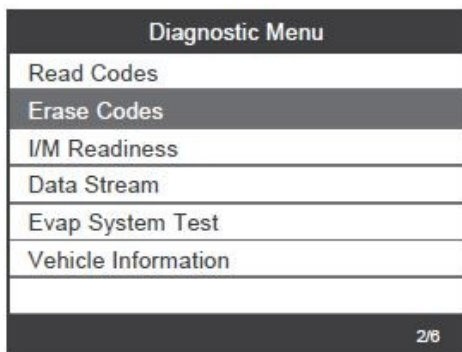 Diagnostic Menu
Read Codes
Erase Codes
I/M Readiness
Data Stream
Evap System Test
Vehicle Information
2/6